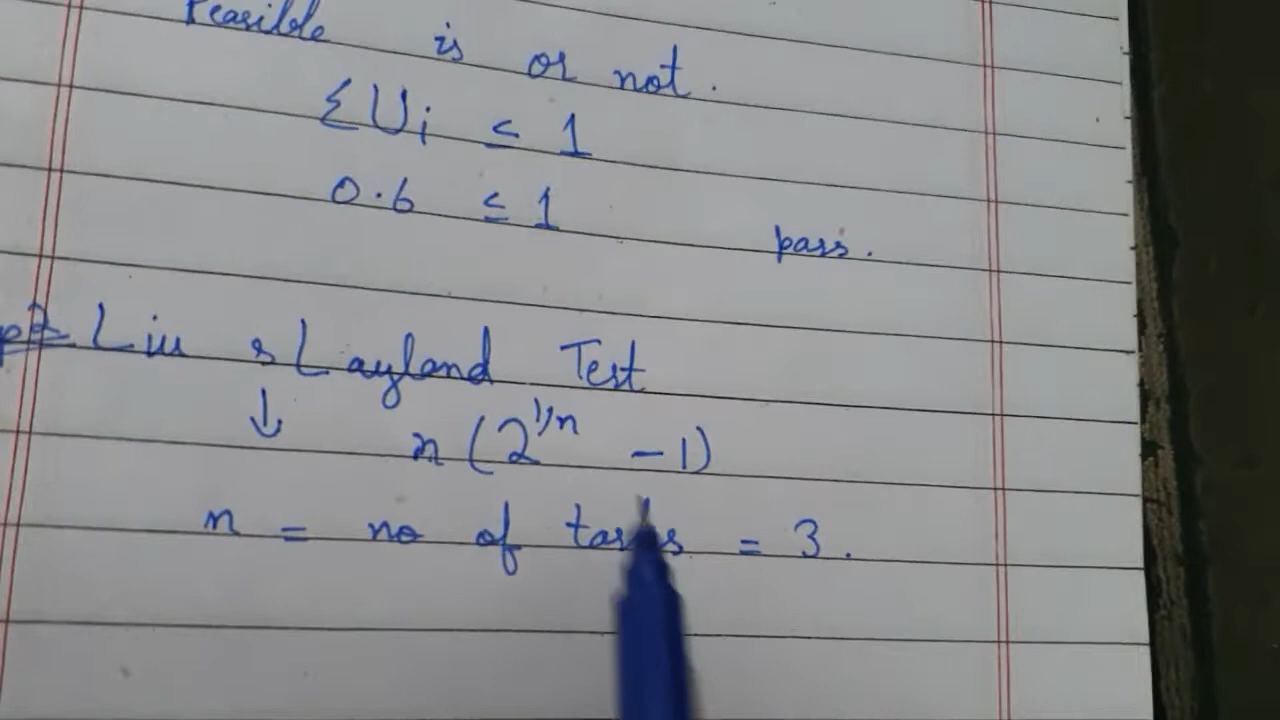 Feasible is or not.
ΣUi ≤ 1
0.6 ≤ 1
pass.
Liu & Layland Test
↓ n (2^1/n - 1)
n = no of tasks = 3.